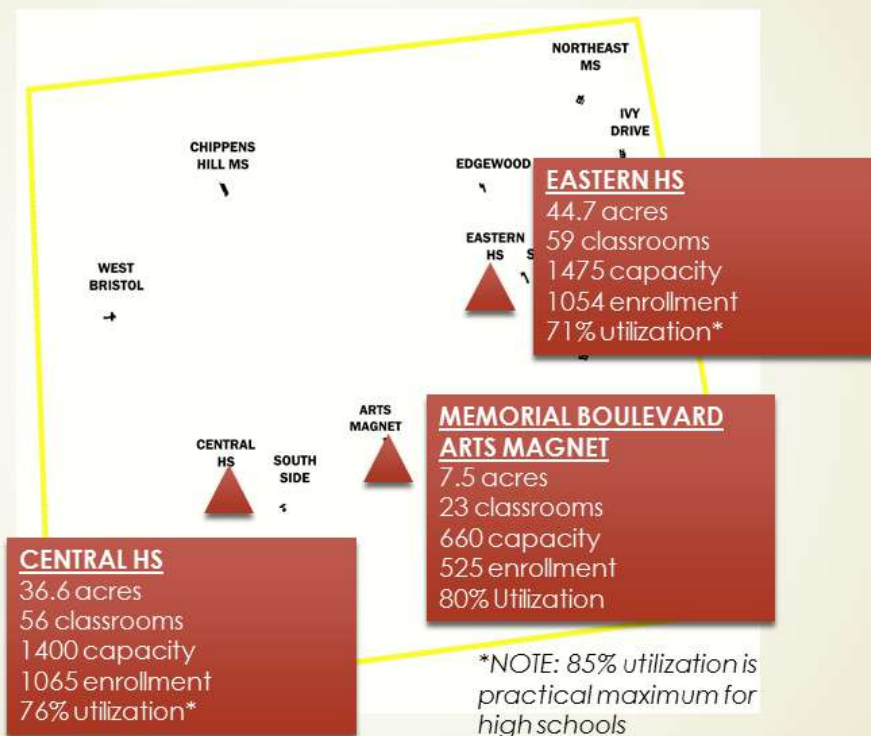 NORTHEAST
MS
IVY
DRIVE
CHIPPENS
HILL MS
EDGEWOOD
EASTERN
HS
S
WEST
BRISTOL
EASTERN HS
44.7 acres
59 classrooms
1475 capacity
1054 enrollment
71% utilization*
ARTS
MAGNET
CENTRAL
HS
SOUTH
SIDE
MEMORIAL BOULEVARD
ARTS MAGNET
7.5 acres
23 classrooms
660 capacity
525 enrollment
80% Utilization
CENTRAL HS
36.6 acres
56 classrooms
1400 capacity
1065 enrollment
76% utilization*
*NOTE: 85% utilization is
practical maximum for
high schools